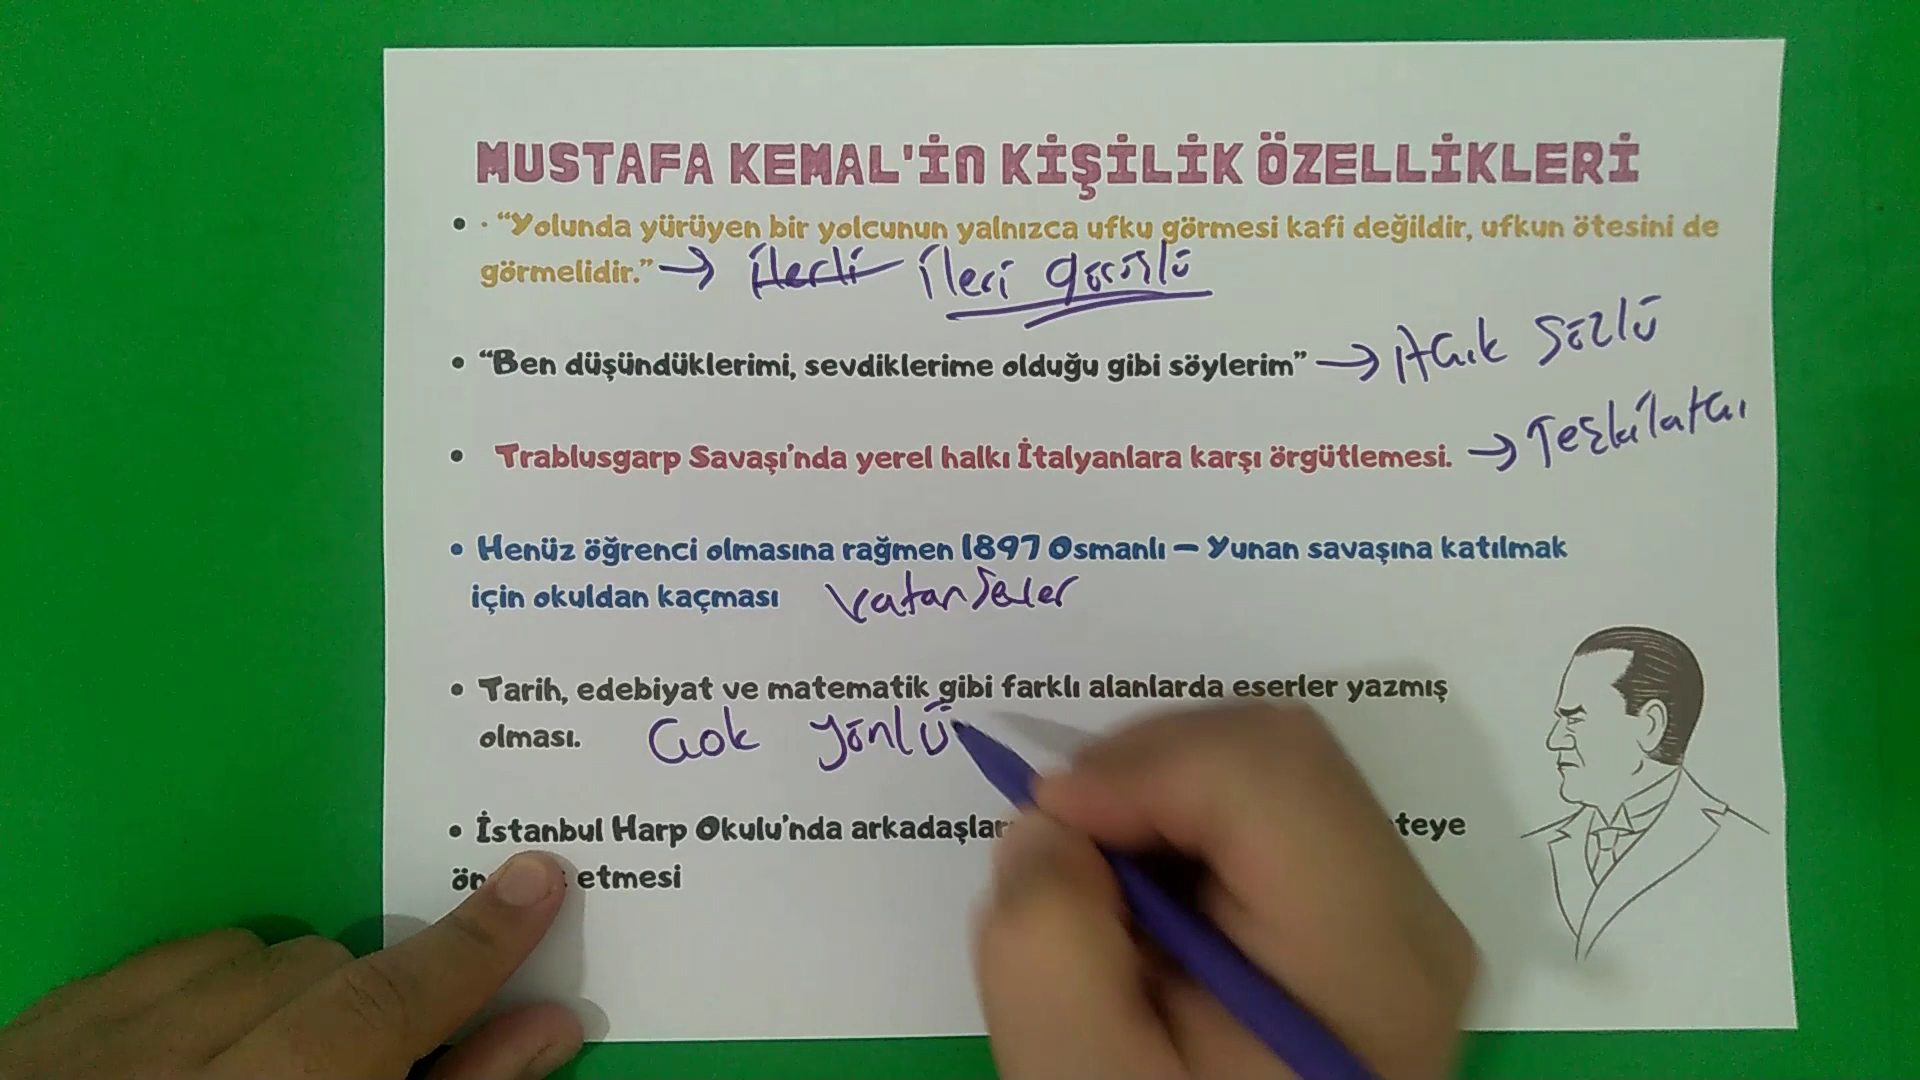 MUSTAFA KEMAL'İN KİŞİLİK ÖZELLİKLERİ
• · “Yolunda yürüyen bir yolcunun yalnızca ufku görmesi kafi değildir, ufkun ötesini de
görmelidir.” → İleri görüşlü
• “Ben düşündüklerimi, sevdiklerime olduğu gibi söylerim” → Açık sözlü
• Trablusgarp Savaşı’nda yerel halkı İtalyanlara karşı örgütlemesi. → Teşkilatçı
• Henüz öğrenci olmasına rağmen 1897 Osmanlı – Yunan savaşına katılmak
için okuldan kaçması Vatansever
• Tarih, edebiyat ve matematik gibi farklı alanlarda eserler yazmış
olması. Çok yönlü
• İstanbul Harp Okulu’nda
etmesi